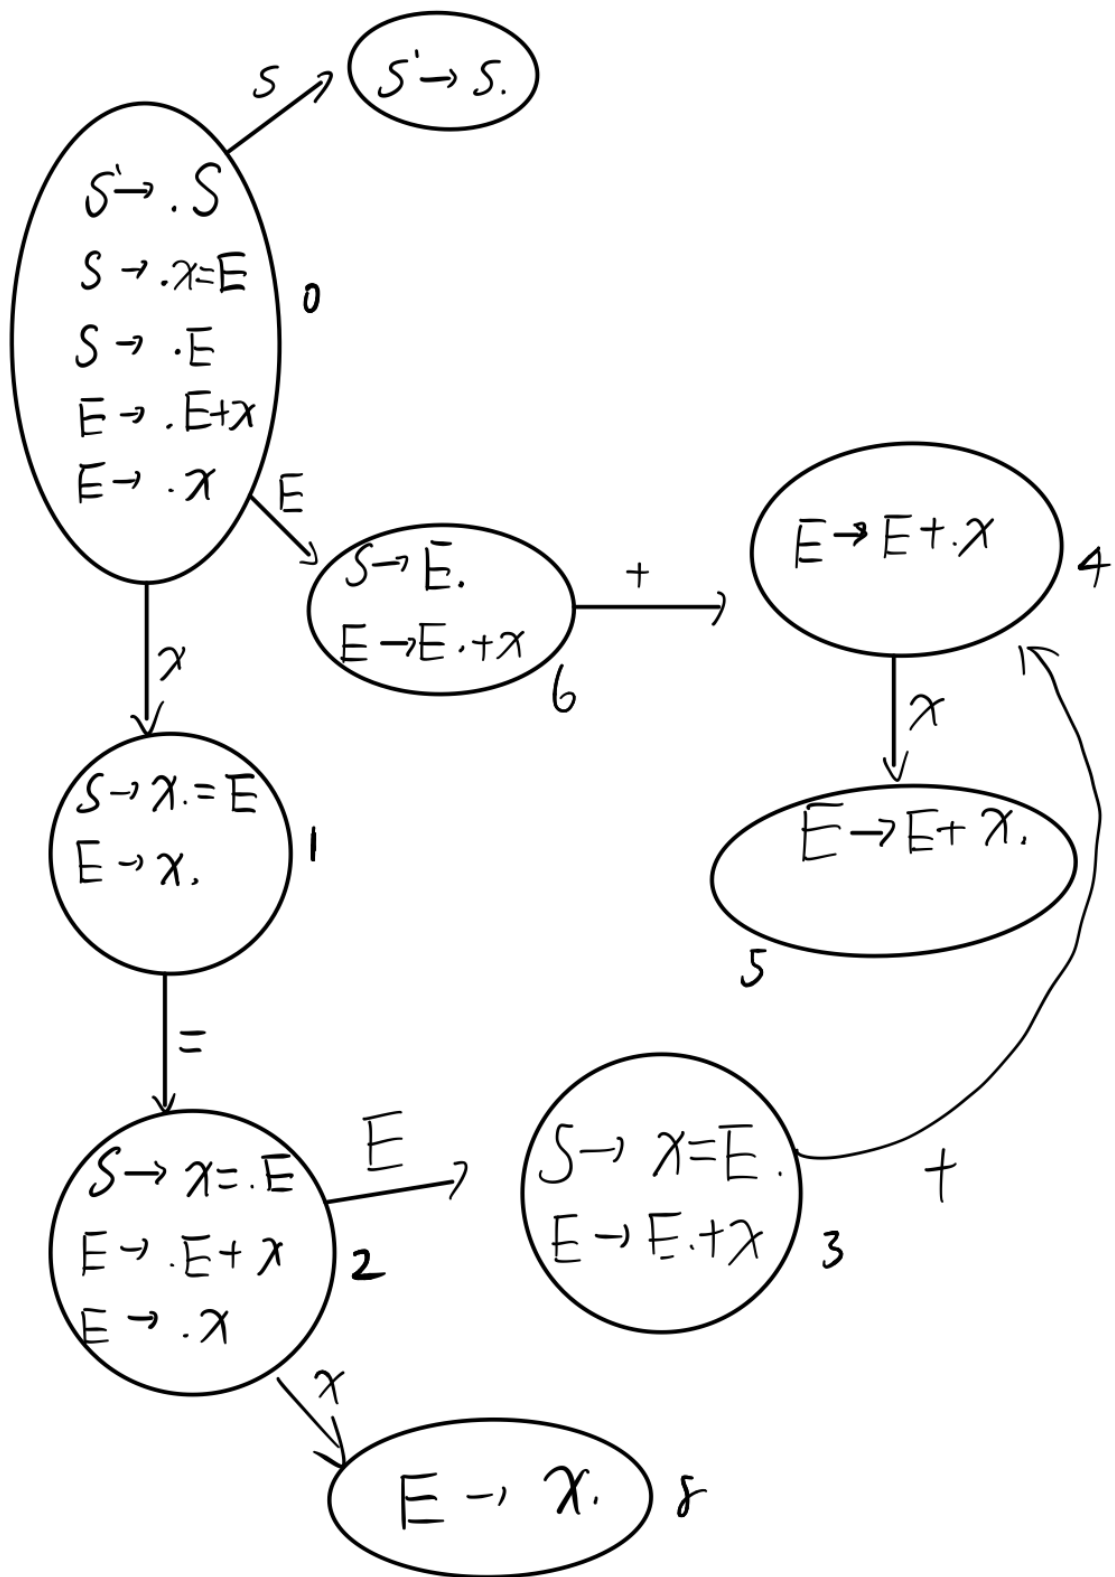 S
S'→ S.
S'→ .S
S → .x=E
S → .E
E → .E+x
E → .x
0
E
S→ E.
E→E.+x
6
+
E→E+.x
4
x
x
S→x.=E
E→x.
1
E→E+ x.
5
=
S→ x=.E
E→ .E+ x
E → .x
2
E
S→ x=E.
E→E.+x
3
+
x
E → x.
8